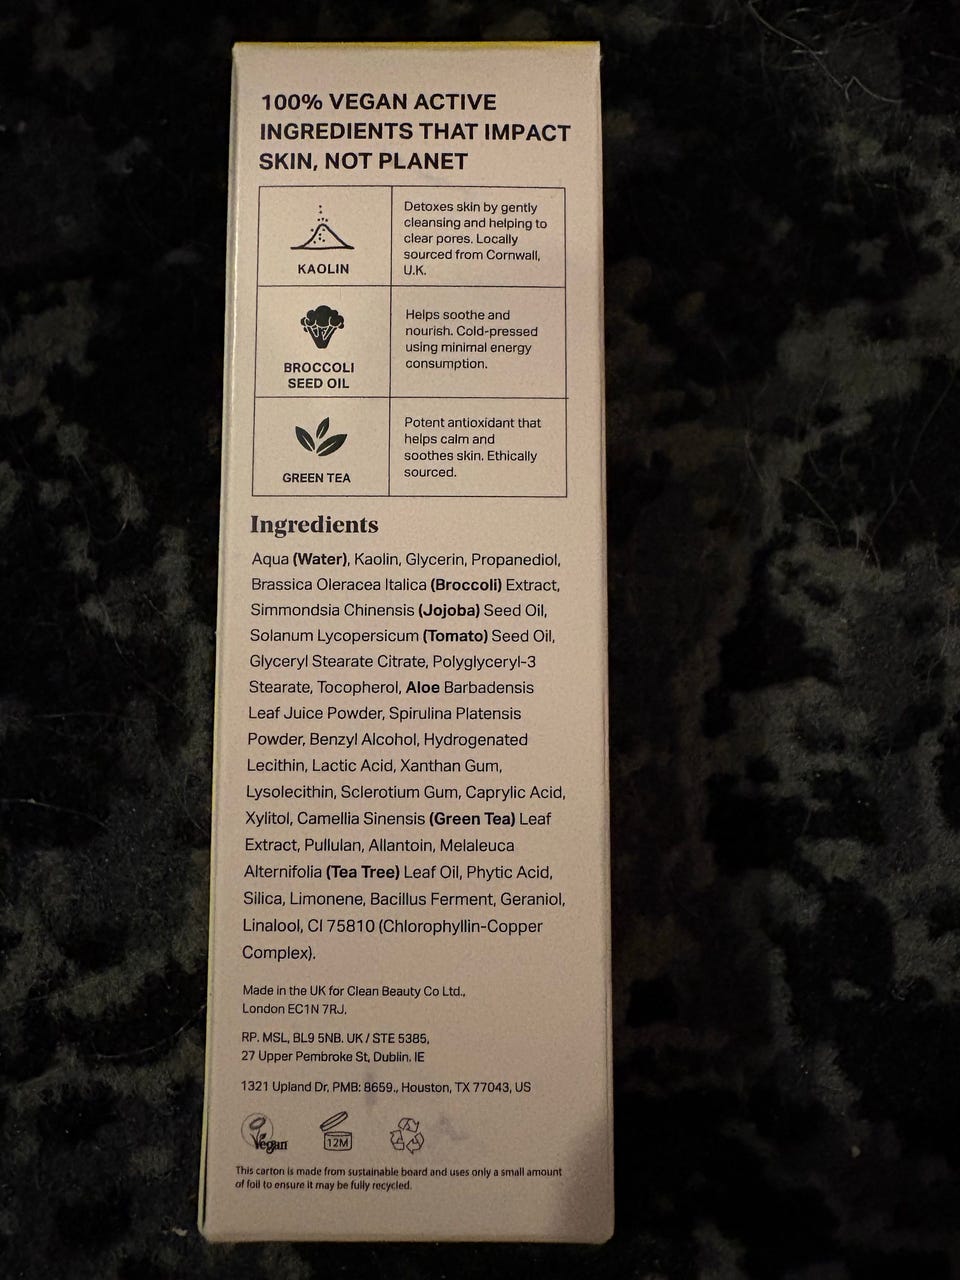 100% VEGAN ACTIVE
INGREDIENTS THAT IMPACT
SKIN, NOT PLANET
KAOLIN
Detoxes skin by gently
cleansing and helping to
clear pores. Locally
sourced from Cornwall,
U.K.
BROCCOLI
SEED OIL
Helps soothe and
nourish. Cold-pressed
using minimal energy
consumption.
GREEN TEA
Potent antioxidant that
helps calm and
soothes skin. Ethically
sourced.
Ingredients
Aqua (Water), Kaolin, Glycerin, Propanediol,
Brassica Oleracea Italica (Broccoli) Extract,
Simmondsia Chinensis (Jojoba) Seed Oil,
Solanum Lycopersicum (Tomato) Seed Oil,
Glyceryl Stearate Citrate, Polyglyceryl-3
Stearate, Tocopherol, Aloe Barbadensis
Leaf Juice Powder, Spirulina Platensis
Powder, Benzyl Alcohol, Hydrogenated
Lecithin, Lactic Acid, Xanthan Gum,
Lysolecithin, Sclerotium Gum, Caprylic Acid,
Xylitol, Camellia Sinensis (Green Tea) Leaf
Extract, Pullulan, Allantoin, Melaleuca
Alternifolia (Tea Tree) Leaf Oil, Phytic Acid,
Silica, Limonene, Bacillus Ferment, Geraniol,
Linalool, CI 75810 (Chlorophyllin-Copper
Complex).
Made in the UK for Clean Beauty Co Ltd.,
London EC1N 7RJ.
RP. MSL, BL9 5NB. UK / STE 5385,
27 Upper Pembroke St, Dublin, IE
1321 Upland Dr, PMB: 8659., Houston, TX 77043, US
Vegan
12M
This carton is made from sustainable board and uses only a small amount
of foil to ensure it may be fully recycled.